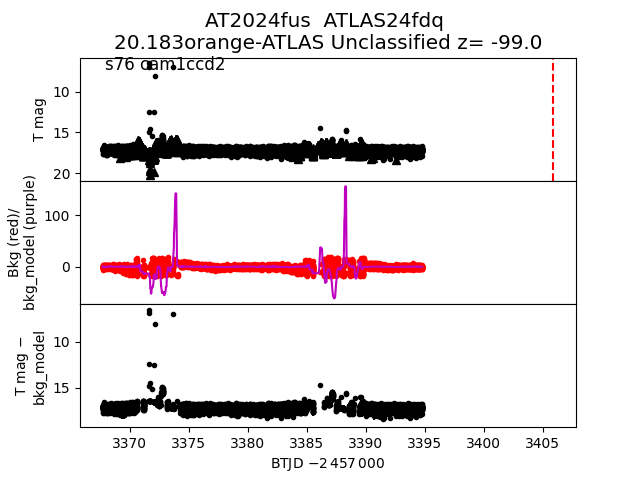 AT2024fus  ATLAS24fdq
20.183orange-ATLAS Unclassified z= -99.0
s76 cam1ccd2
T mag
10
15
20
Bkg (red)/
bkg_model (purple)
100
0
T mag −
bkg_model
10
15
3370 3375 3380 3385 3390 3395 3400 3405
BTJD −2 457 000